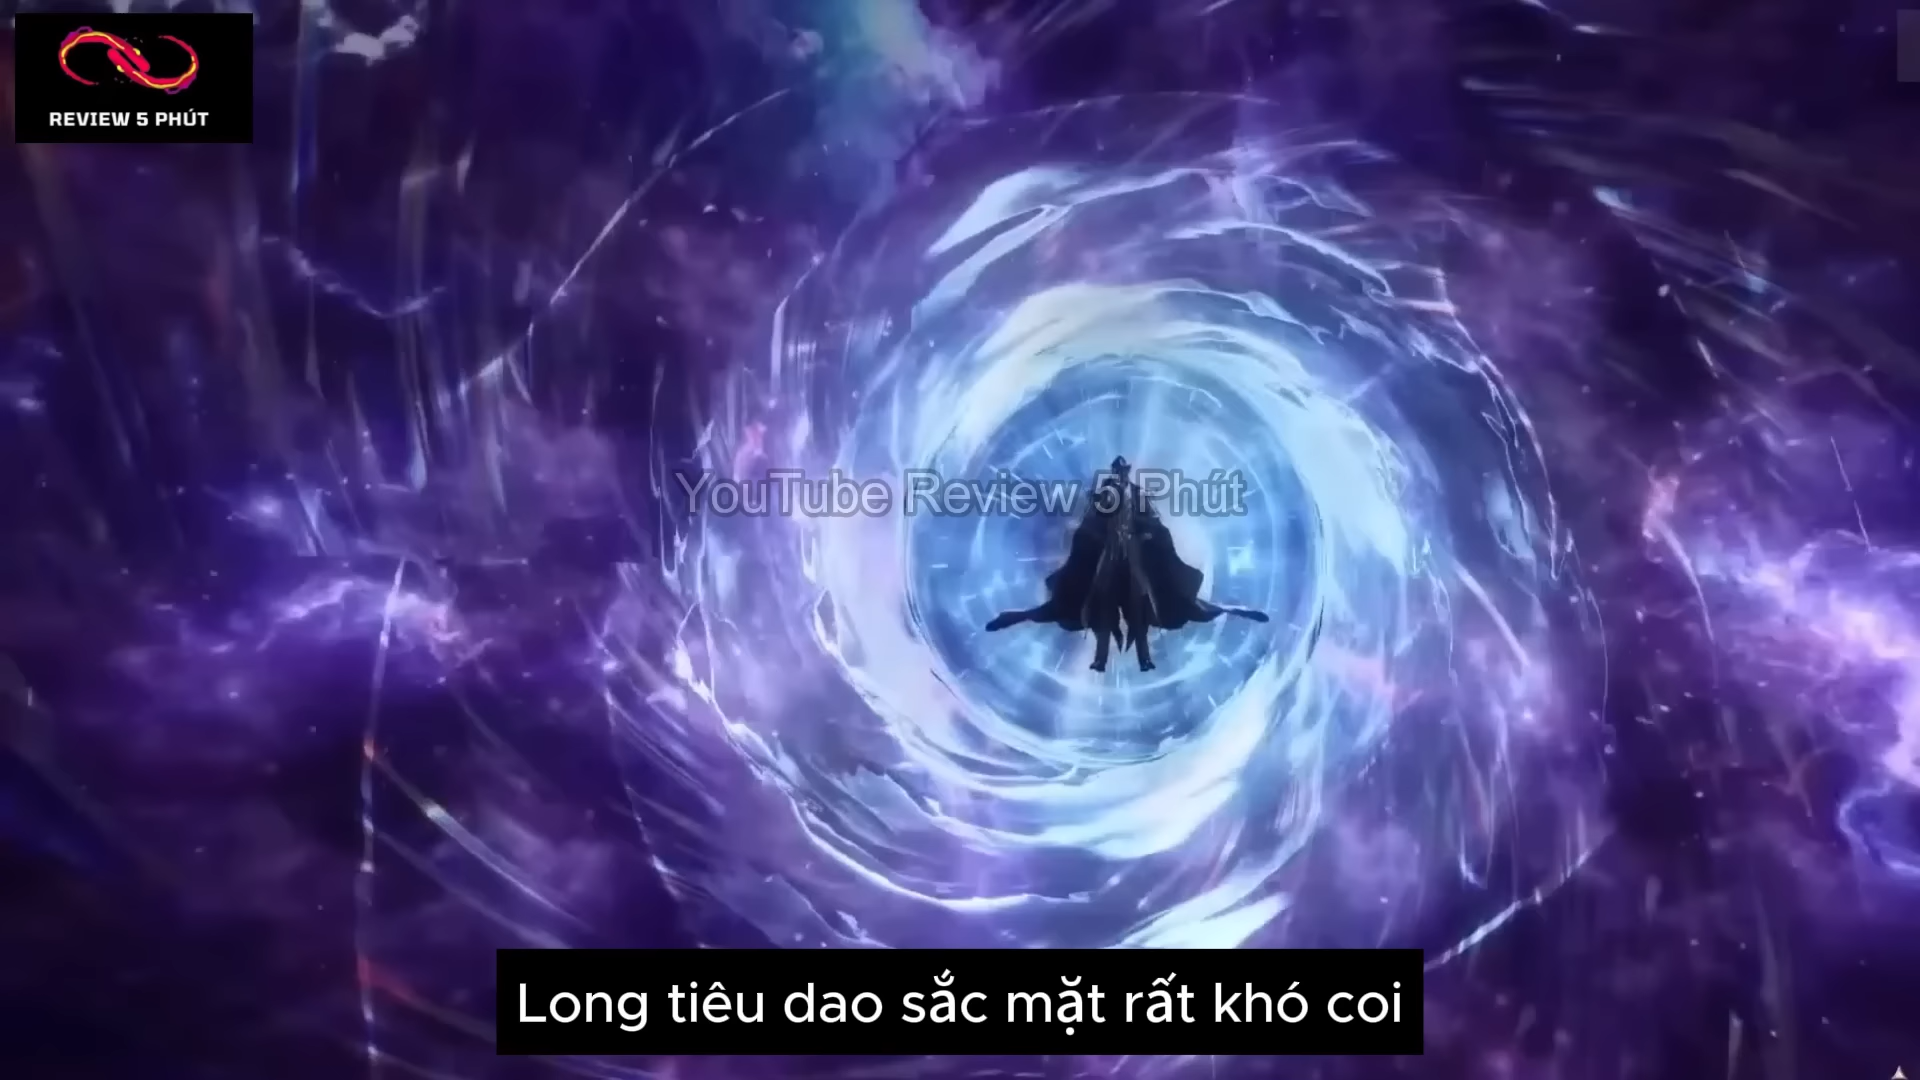 REVIEW 5 PHÚT
YouTube Review 5 Phút
Long tiêu dao sắc mặt rất khó coi